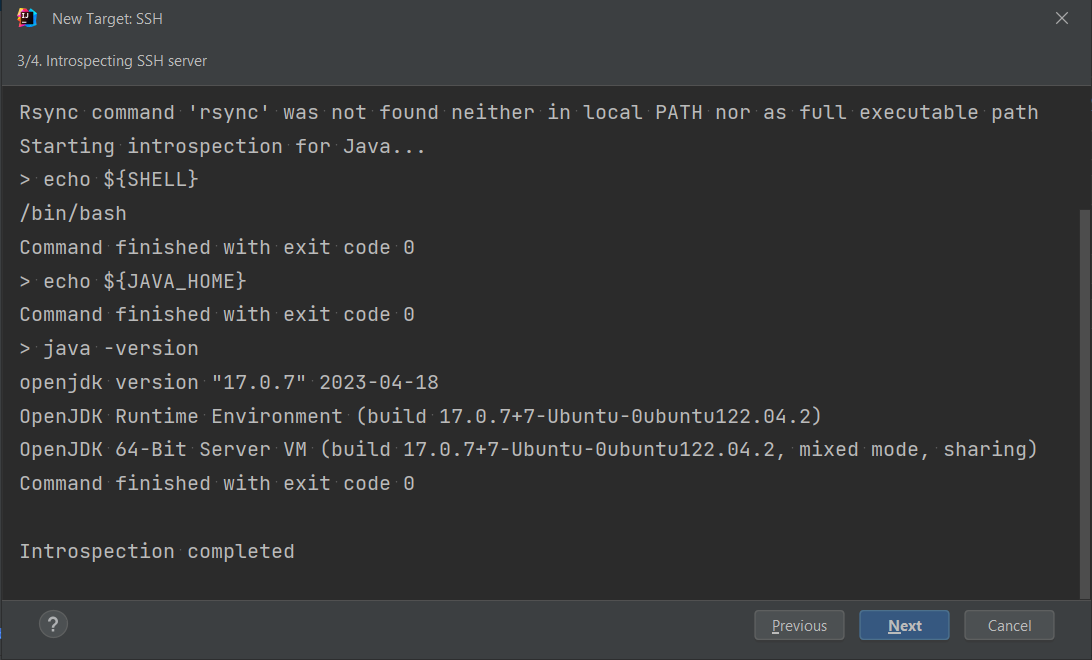 New Target: SSH
3/4. Introspecting SSH server
Rsync command 'rsync' was not found neither in local PATH nor as full executable path
Starting introspection for Java...
> echo ${SHELL}
/bin/bash
Command finished with exit code 0
> echo ${JAVA_HOME}
Command finished with exit code 0
> java -version
openjdk version "17.0.7" 2023-04-18
OpenJDK Runtime Environment (build 17.0.7+7-Ubuntu-0ubuntu122.04.2)
OpenJDK 64-Bit Server VM (build 17.0.7+7-Ubuntu-0ubuntu122.04.2, mixed mode, sharing)
Command finished with exit code 0
Introspection completed
? Previous Next Cancel